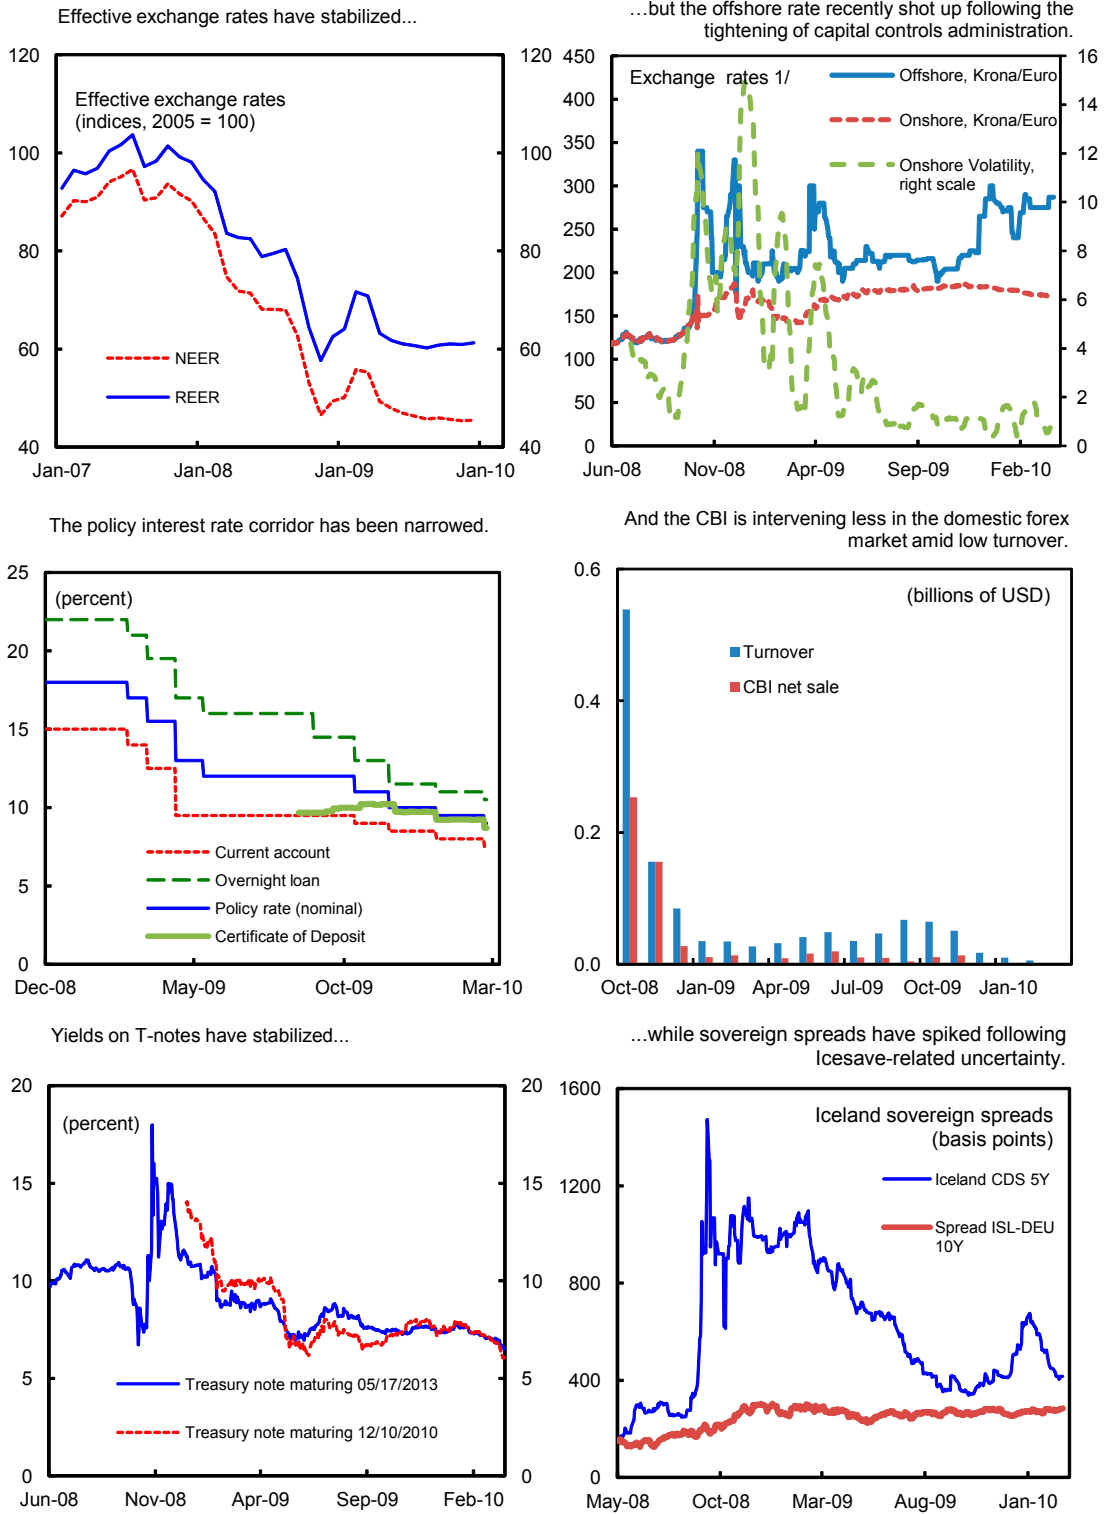 Effective exchange rates have stabilized...
120
100
80
60
40
120
100
80
60
40
Effective exchange rates
(indices, 2005 = 100)
NEER
REER
Jan-07
Jan-08
Jan-09
Jan-10
...but the offshore rate recently shot up following the
tightening of capital controls administration.
450
400
350
300
250
200
150
100
50
0
16
14
12
10
8
6
4
2
0
Exchange rates 1/
Offshore, Krona/Euro
Onshore, Krona/Euro
Onshore Volatility,
right scale
Jun-08
Nov-08
Apr-09
Sep-09
Feb-10
The policy interest rate corridor has been narrowed.
25
20
15
10
5
0
(percent)
Current account
Overnight loan
Policy rate (nominal)
Certificate of Deposit
Dec-08
May-09
Oct-09
Mar-10
And the CBI is intervening less in the domestic forex
market amid low turnover.
0.6
0.4
0.2
0.0
(billions of USD)
Turnover
CBI net sale
Oct-08
Jan-09
Apr-09
Jul-09
Oct-09
Jan-10
Yields on T-notes have stabilized...
20
15
10
5
0
20
15
10
5
0
(percent)
Treasury note maturing 05/17/2013
Treasury note maturing 12/10/2010
Jun-08
Nov-08
Apr-09
Sep-09
Feb-10
...while sovereign spreads have spiked following
Icesave-related uncertainty.
1600
1200
800
400
0
Iceland sovereign spreads
(basis points)
Iceland CDS 5Y
Spread ISL-DEU
10Y
May-08
Oct-08
Mar-09
Aug-09
Jan-10